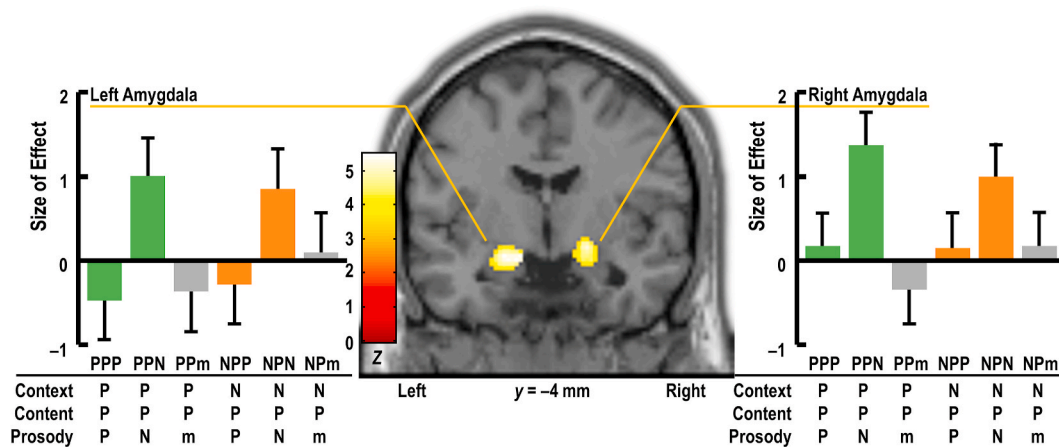 2
Left Amygdala
Size of Effect
1
0
–1
PPP PPN PPm NPP NPN NPm
Context P P P N N N
Content P P P P P P
Prosody P N m P N m
5
4
3
2
1
0
Z
Left y = –4 mm Right
2
Right Amygdala
Size of Effect
1
0
–1
PPP PPN PPm NPP NPN NPm
Context P P P N N N
Content P P P P P P
Prosody P N m P N m